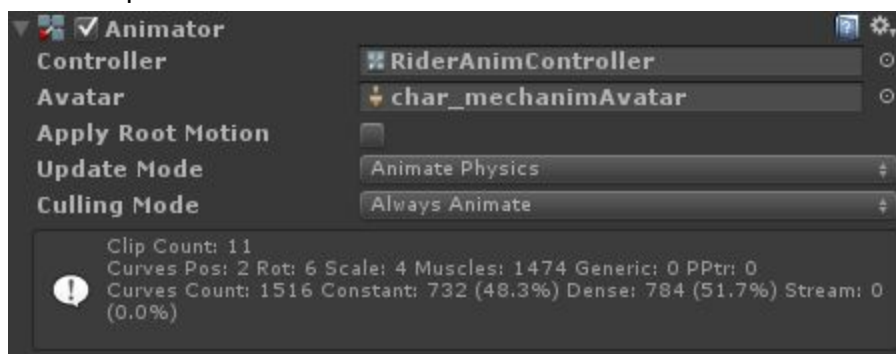 Animator
Controller RiderAnimController
Avatar char_mechanimAvatar
Apply Root Motion
Update Mode Animate Physics
Culling Mode Always Animate
Clip Count: 11
Curves Pos: 2 Rot: 6 Scale: 4 Muscles: 1474 Generic: 0 PPtr: 0
Curves Count: 1516 Constant: 732 (48.3%) Dense: 784 (51.7%) Stream: 0
(0.0%)